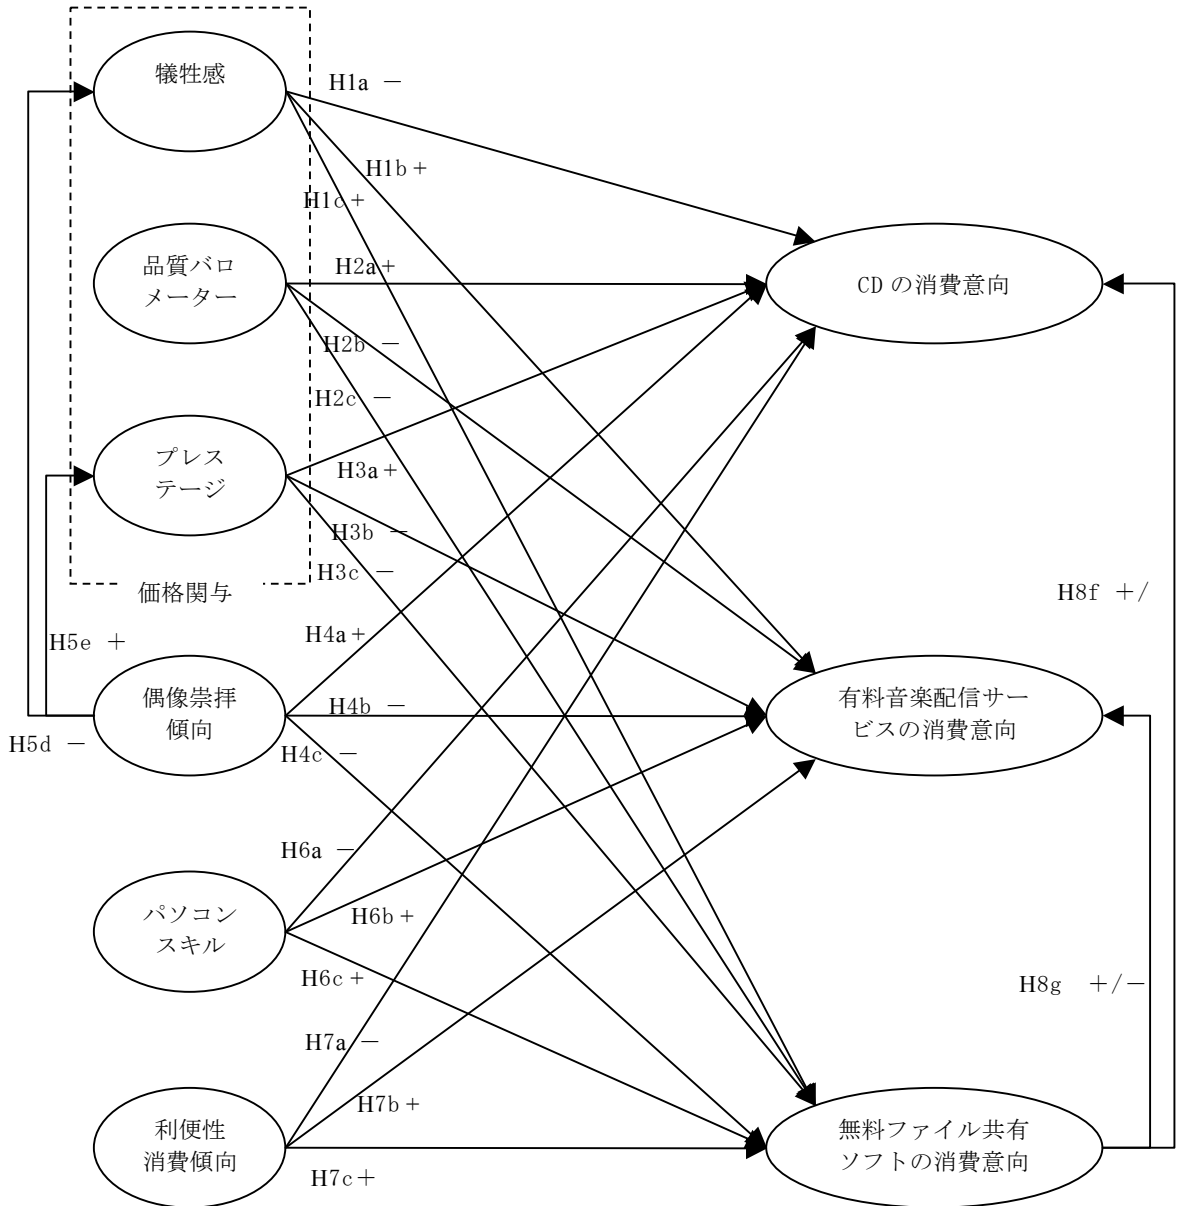 犠牲感
H1a －
H1b＋
H1c＋
品質バロ
メーター
H2a＋
CD の消費意向
H2b －
H2c －
プレス
テージ
H3a＋
H3b －
H3c －
価格関与
H8f ＋/
H4a＋
H5e ＋
偶像崇拝
傾向
H4b －
有料音楽配信サー
ビスの消費意向
H5d －
H4c －
H6a －
パソコン
スキル
H6b＋
H6c＋
H8g ＋/－
H7a －
H7b＋
利便性
消費傾向
無料ファイル共有
ソフトの消費意向
H7c＋